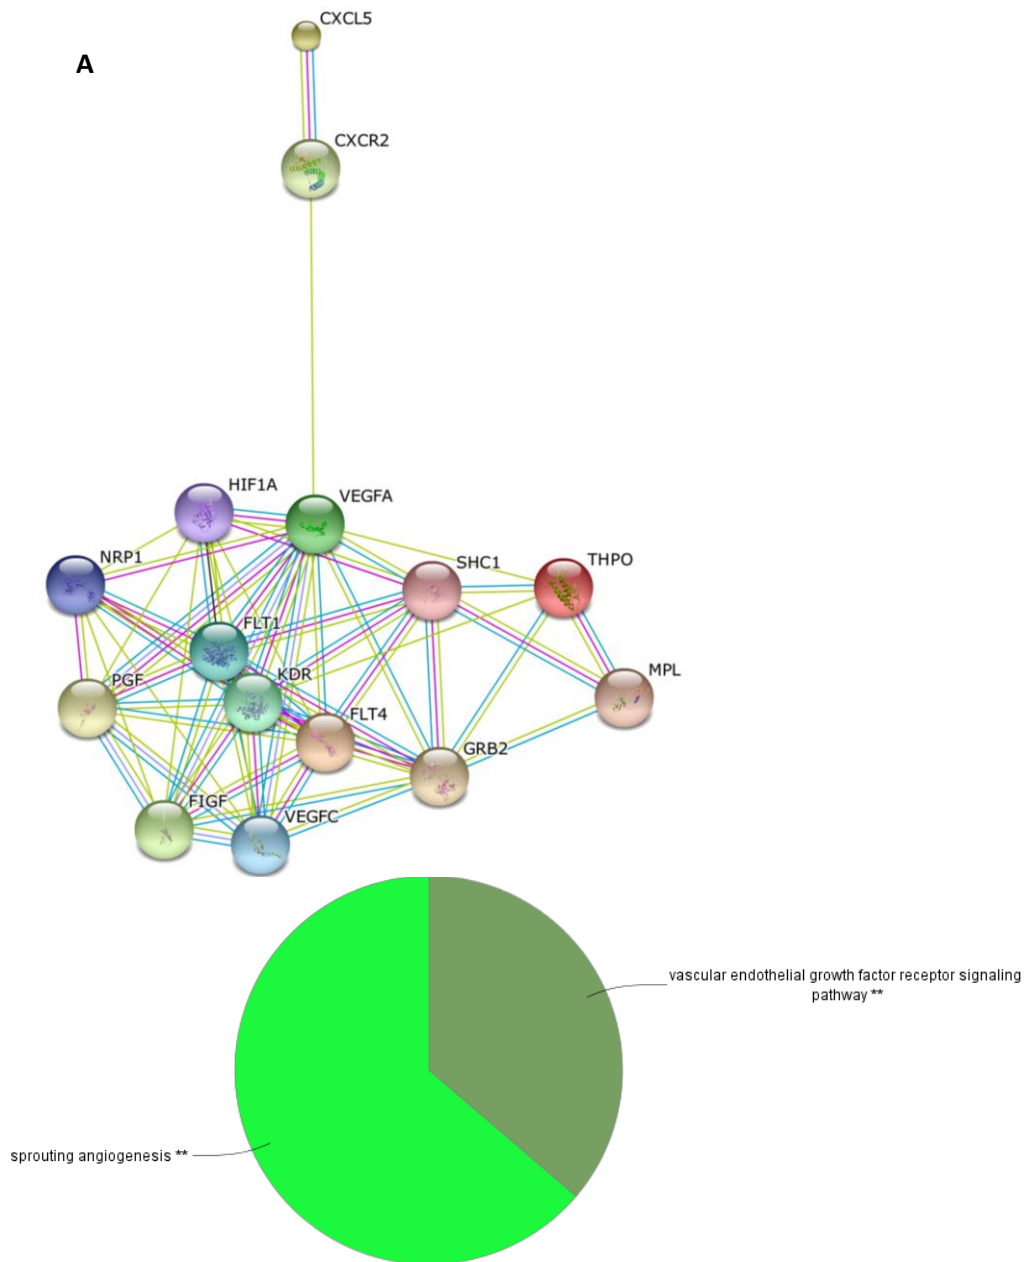 CXCL5
A
CXCR2
HIF1A
VEGFA
NRP1
SHC1
THPO
FLT1
KDR
MPL
PGF
FLT4
GRB2
FIGF
VEGFC
vascular endothelial growth factor receptor signaling
pathway **
sprouting angiogenesis **